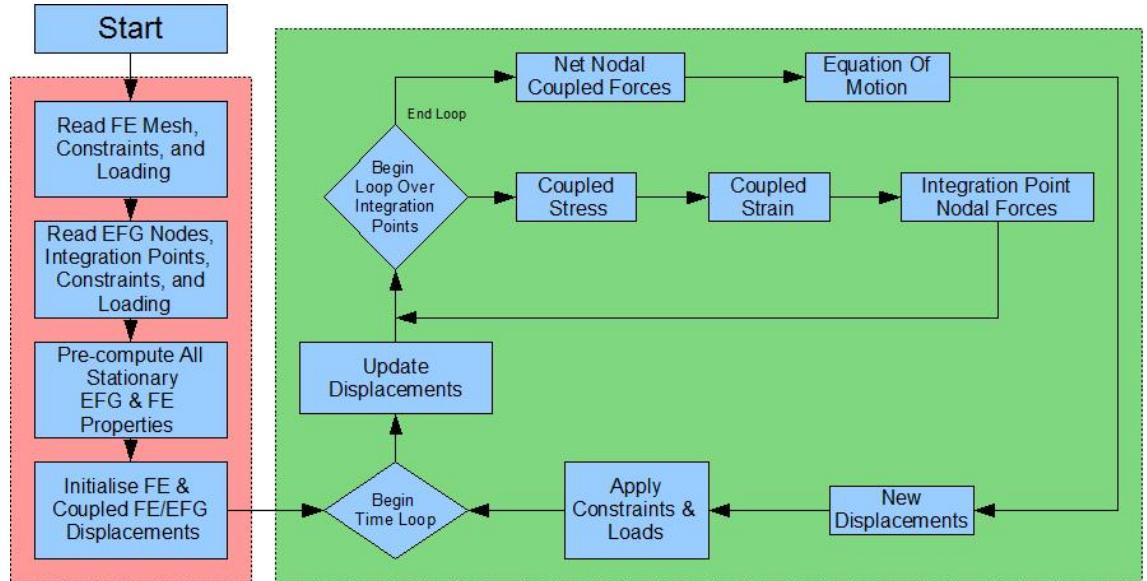 Start
Read FE Mesh,
Constraints, and
Loading
Read EFG Nodes,
Integration Points,
Constraints, and
Loading
Pre-compute All
Stationary
EFG & FE
Properties
Initialise FE &
Coupled FE/EFG
Displacements
Begin
Time Loop
Update
Displacements
Begin
Loop Over
Integration
Points
End Loop
Net Nodal
Coupled Forces
Equation Of
Motion
Coupled
Stress
Coupled
Strain
Integration Point
Nodal Forces
New
Displacements
Apply
Constraints &
Loads